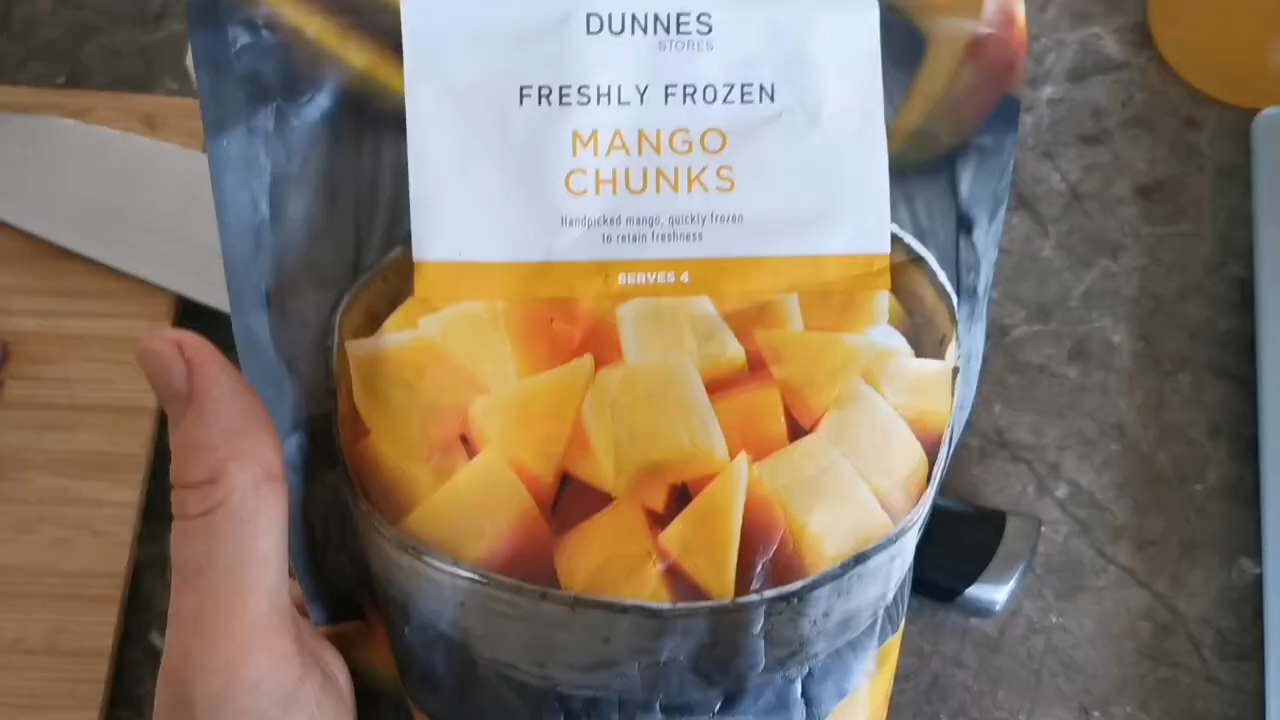 DUNNES
STORES
FRESHLY FROZEN
MANGO
CHUNKS
Handpicked mango, quickly frozen
to retain freshness
SERVES 4